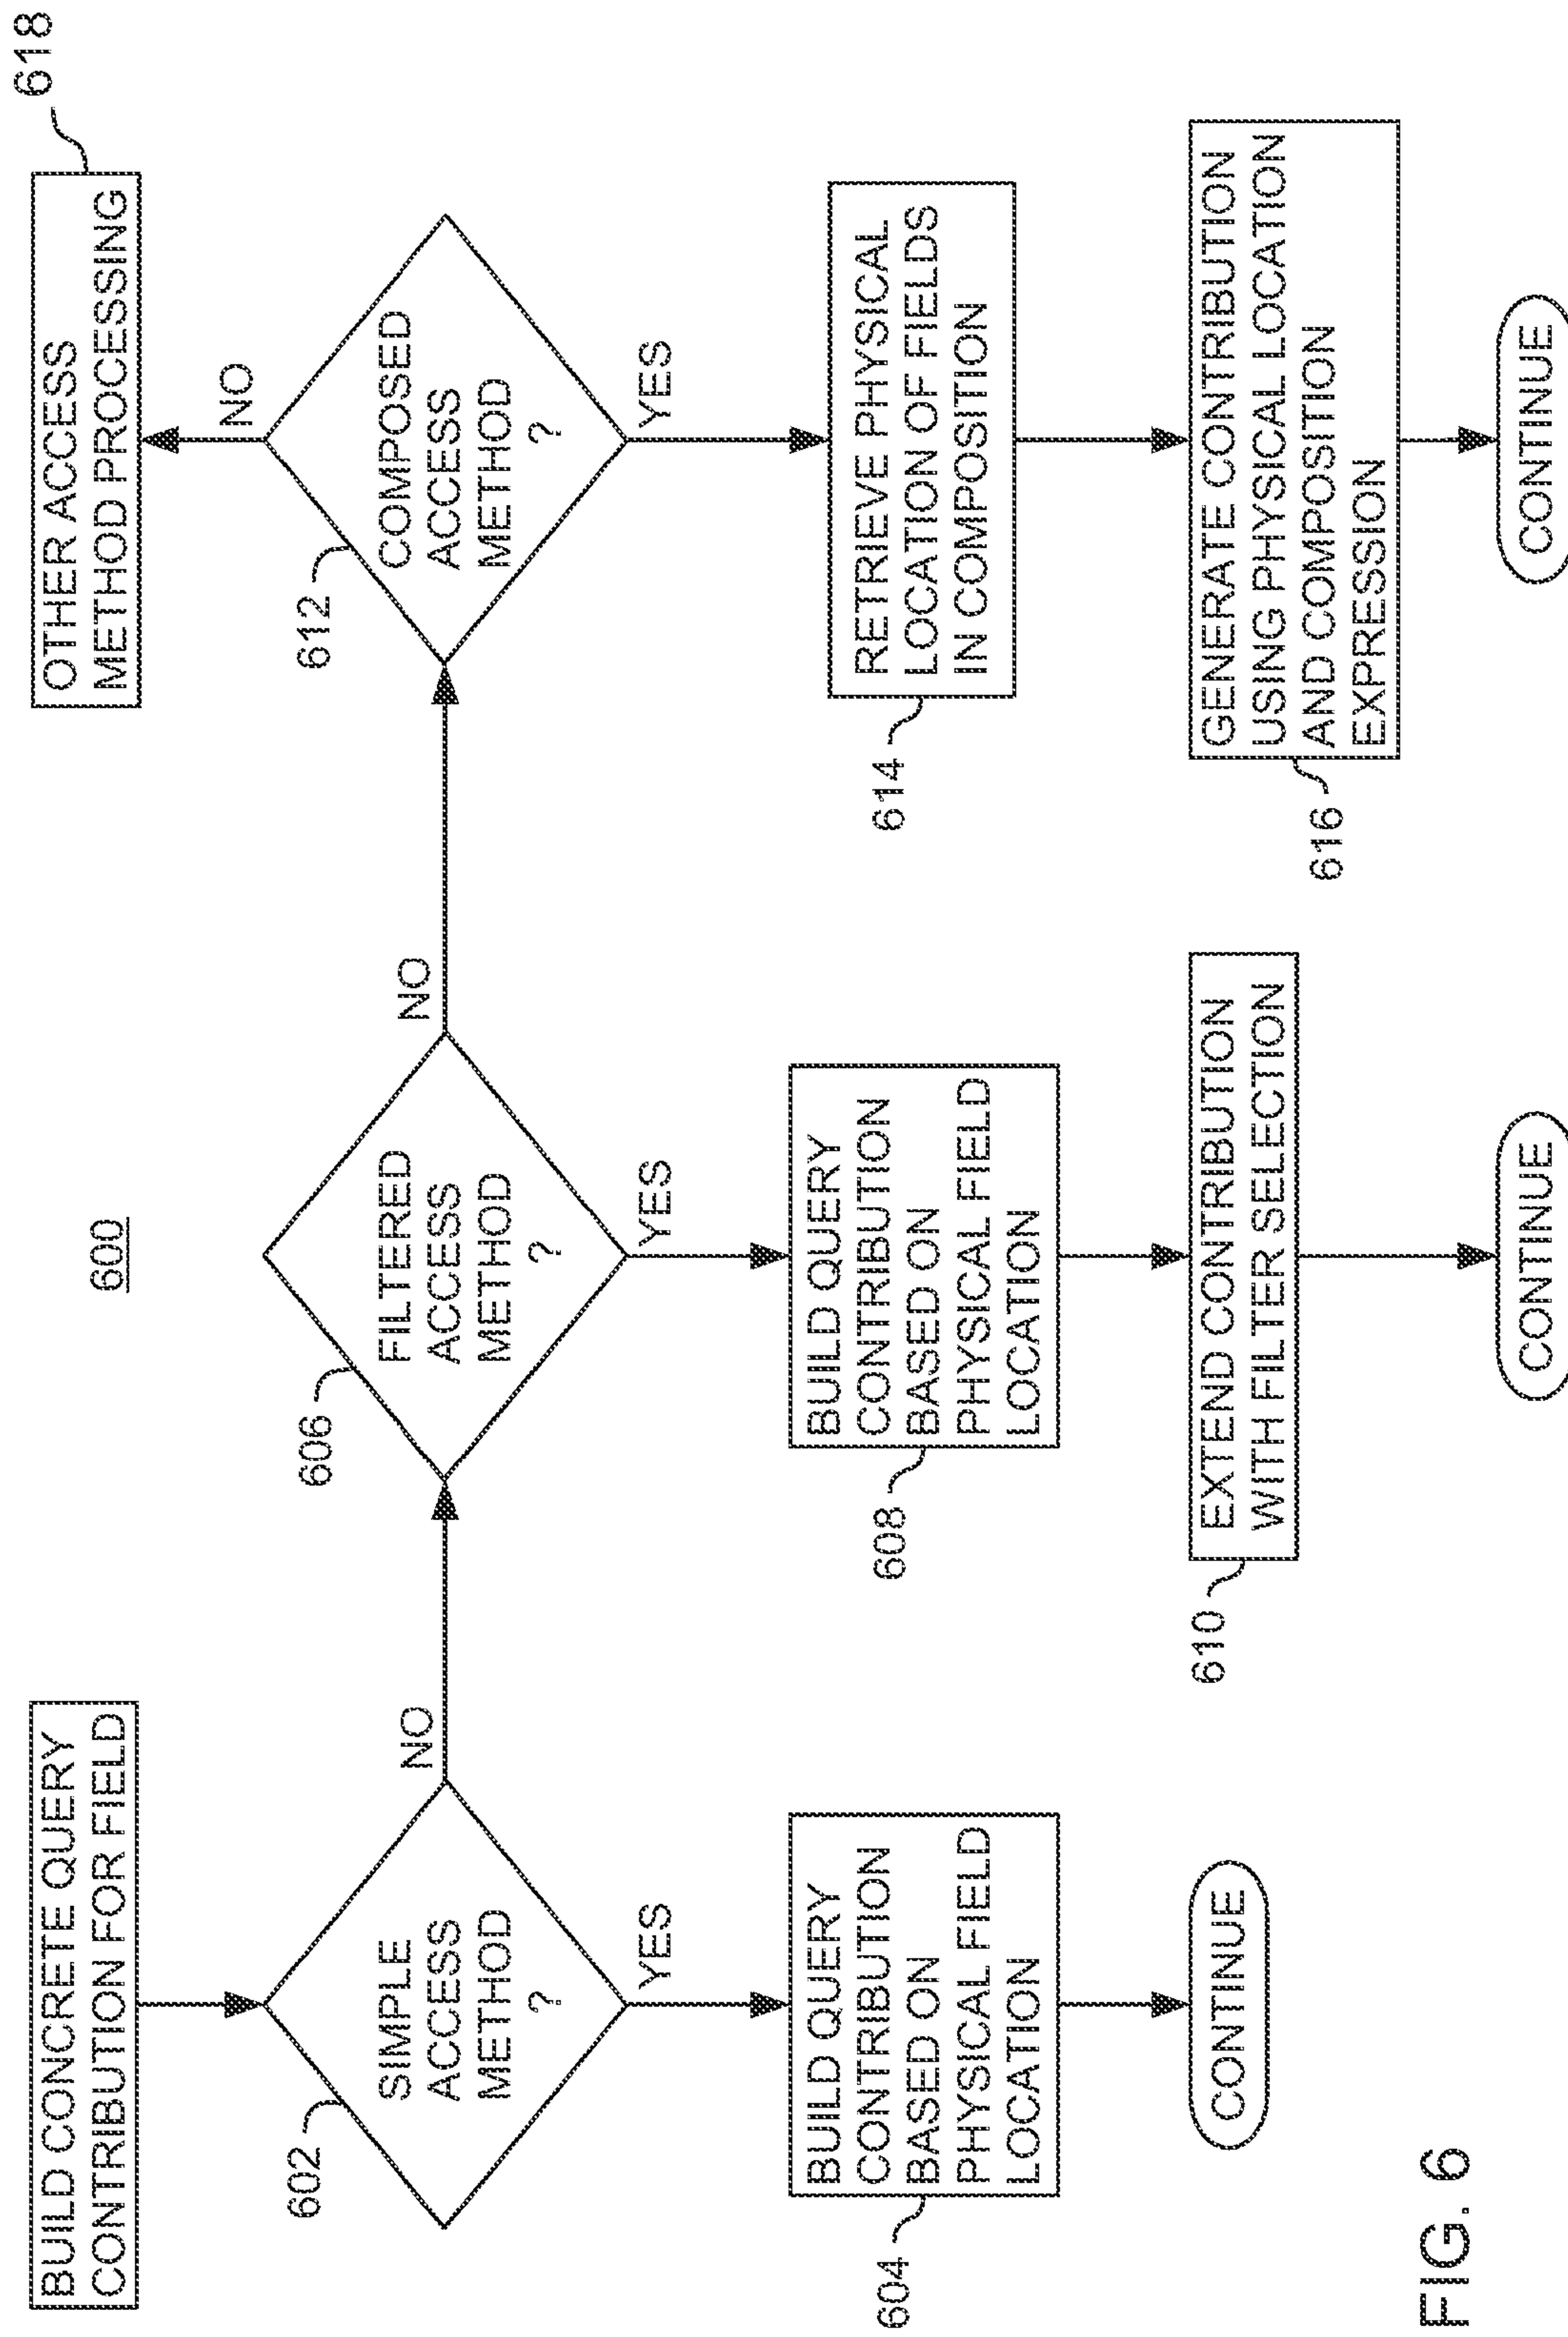 600
BUILD CONCRETE QUERY
CONTRIBUTION FOR FIELD
602
SIMPLE
ACCESS
METHOD
?
NO
YES
604
BUILD QUERY
CONTRIBUTION
BASED ON
PHYSICAL FIELD
LOCATION
CONTINUE
606
FILTERED
ACCESS
METHOD
?
NO
YES
608
BUILD QUERY
CONTRIBUTION
BASED ON
PHYSICAL FIELD
LOCATION
610
EXTEND CONTRIBUTION
WITH FILTER SELECTION
CONTINUE
612
COMPOSED
ACCESS
METHOD
?
NO
618
OTHER ACCESS
METHOD PROCESSING
YES
614
RETRIEVE PHYSICAL
LOCATION OF FIELDS
IN COMPOSITION
616
GENERATE CONTRIBUTION
USING PHYSICAL LOCATION
AND COMPOSITION
EXPRESSION
CONTINUE
FIG. 6